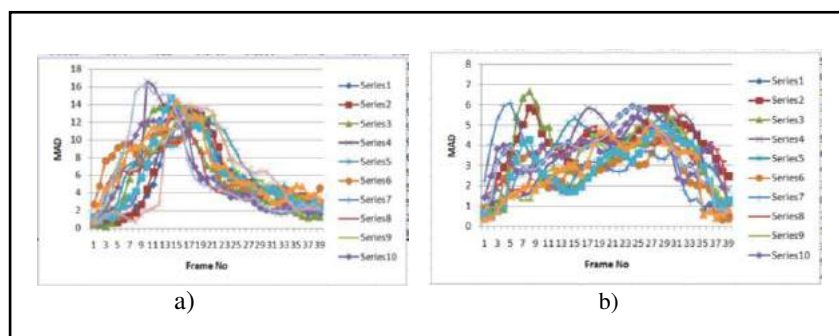 18
16
14
12
10
8
6
4
2
0
MAD
1 3 5 7 9 11 13 15 17 19 21 23 25 27 29 31 33 35 37 39
Frame No
Series1
Series2
Series3
Series4
Series5
Series6
Series7
Series8
Series9
Series10
a)
8
7
6
5
4
3
2
1
0
MAD
1 3 5 7 9 11 13 15 17 19 21 23 25 27 29 31 33 35 37 39
Frame No
Series1
Series2
Series3
Series4
Series5
Series6
Series7
Series8
Series9
Series10
b)